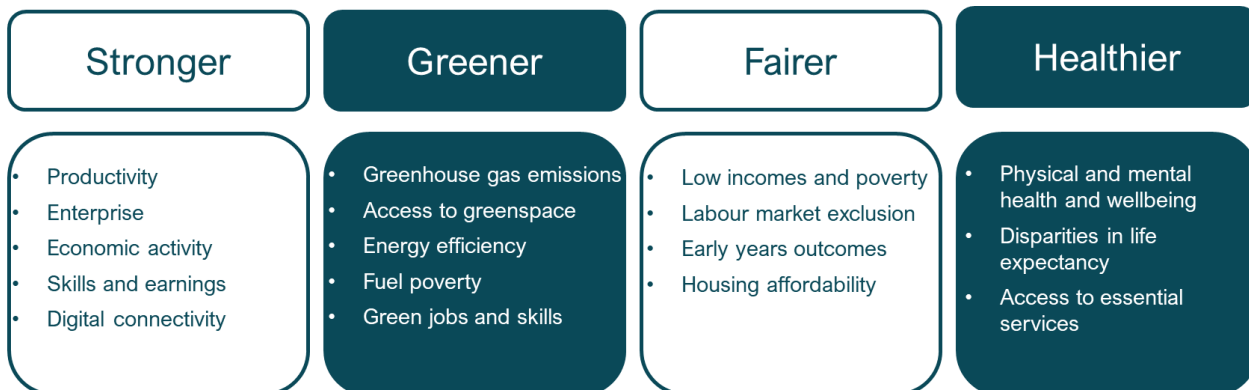 Stronger
• Productivity
• Enterprise
• Economic activity
• Skills and earnings
• Digital connectivity
Greener
• Greenhouse gas emissions
• Access to greenspace
• Energy efficiency
• Fuel poverty
• Green jobs and skills
Fairer
• Low incomes and poverty
• Labour market exclusion
• Early years outcomes
• Housing affordability
Healthier
• Physical and mental
health and wellbeing
• Disparities in life
expectancy
• Access to essential
services